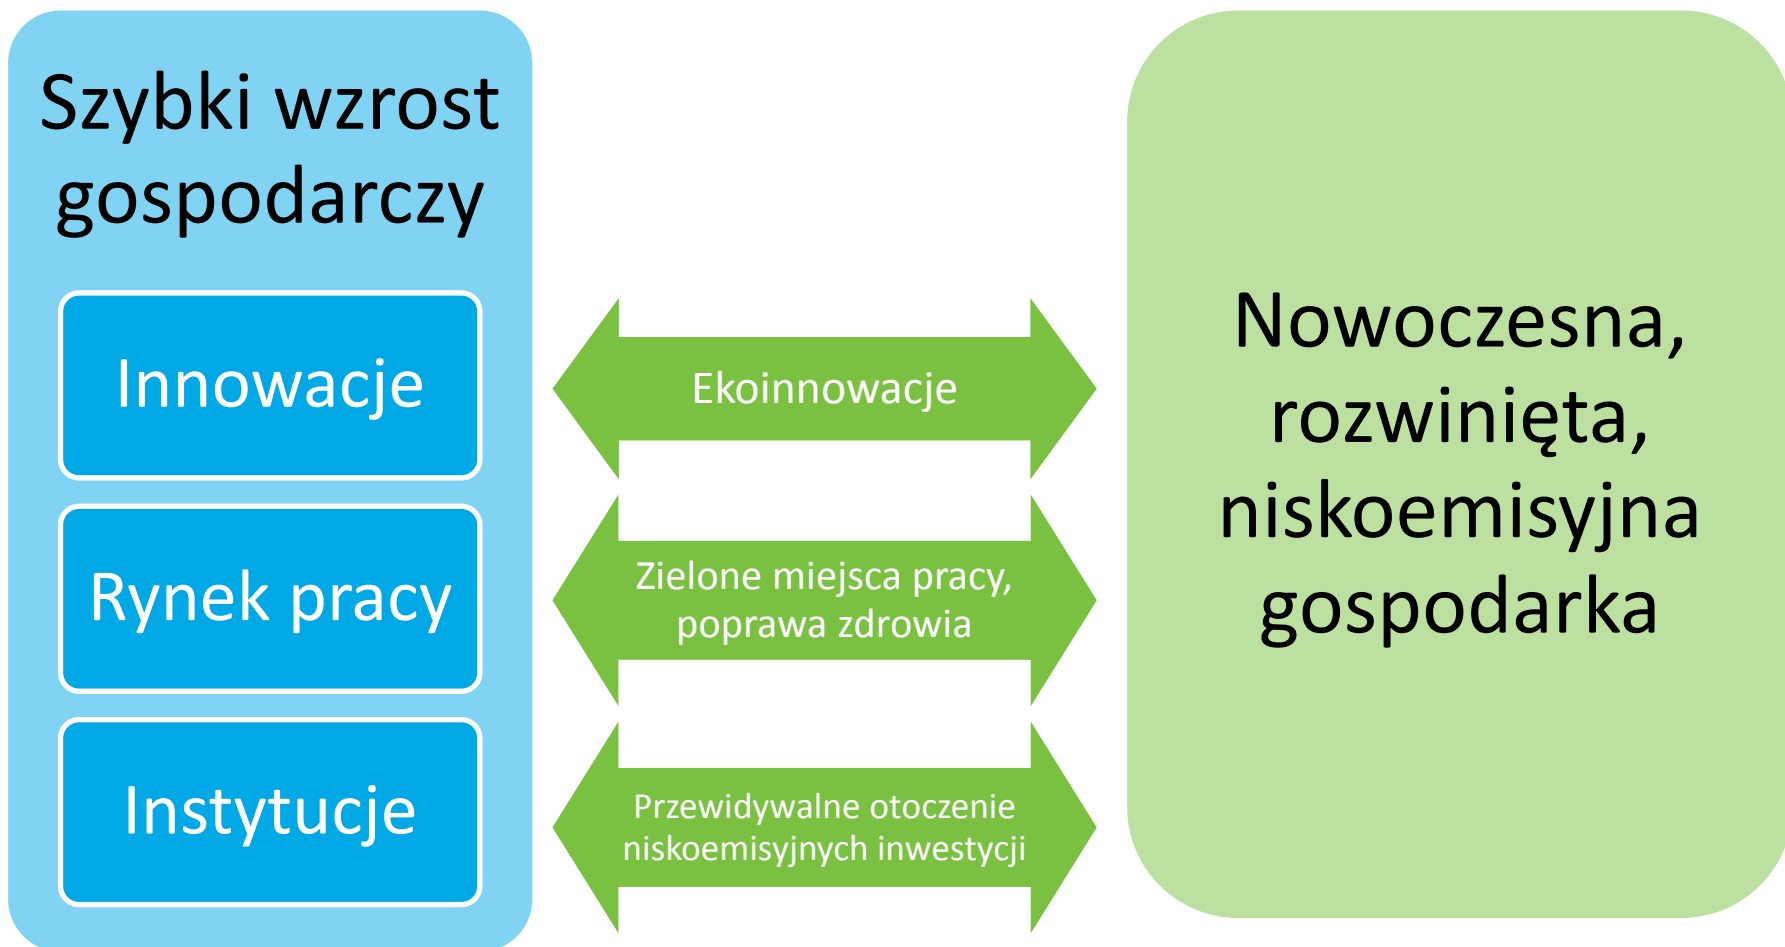 Szybki wzrost
gospodarczy
Innowacje
Rynek pracy
Instytucje
Ekoinnowacje
Zielone miejsca pracy,
poprawa zdrowia
Przewidywalne otoczenie
niskoemisyjnych inwestycji
Nowoczesna,
rozwinięta,
niskoemisyjna
gospodarka